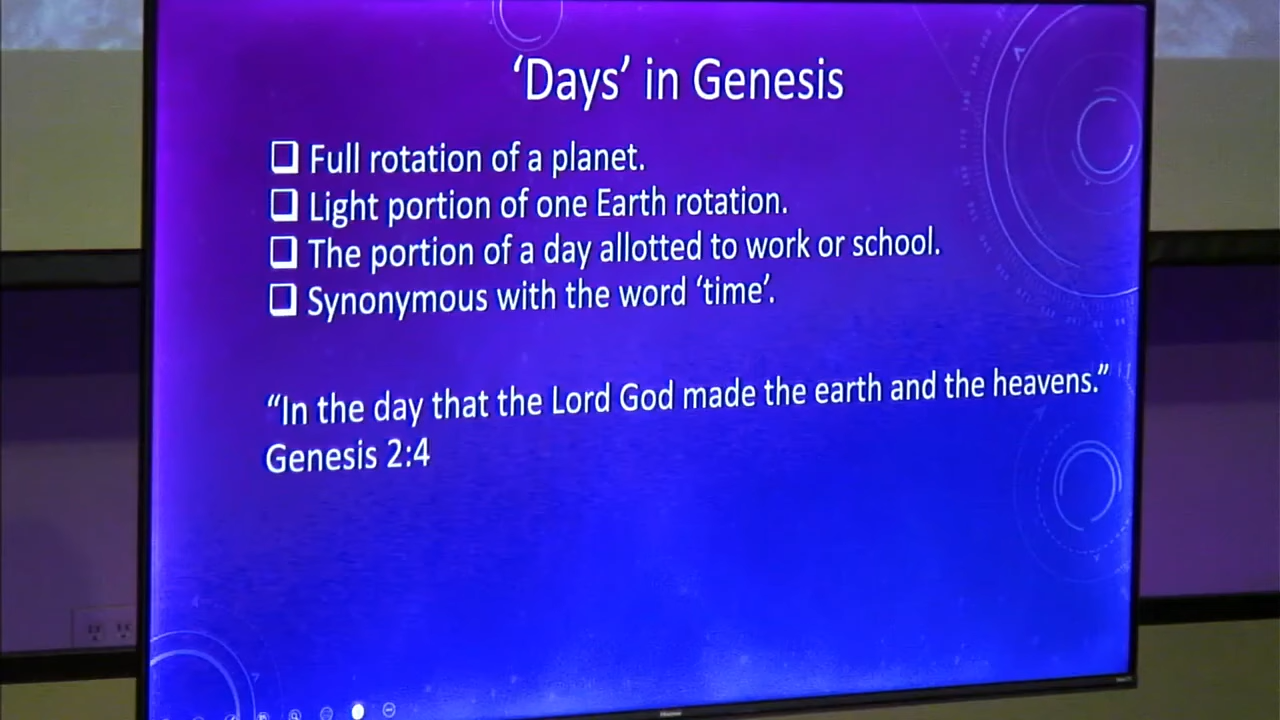 ‘Days’ in Genesis
Full rotation of a planet.
Light portion of one Earth rotation.
The portion of a day allotted to work or school.
Synonymous with the word ‘time’.
“In the day that the Lord God made the earth and the heavens.”
Genesis 2:4